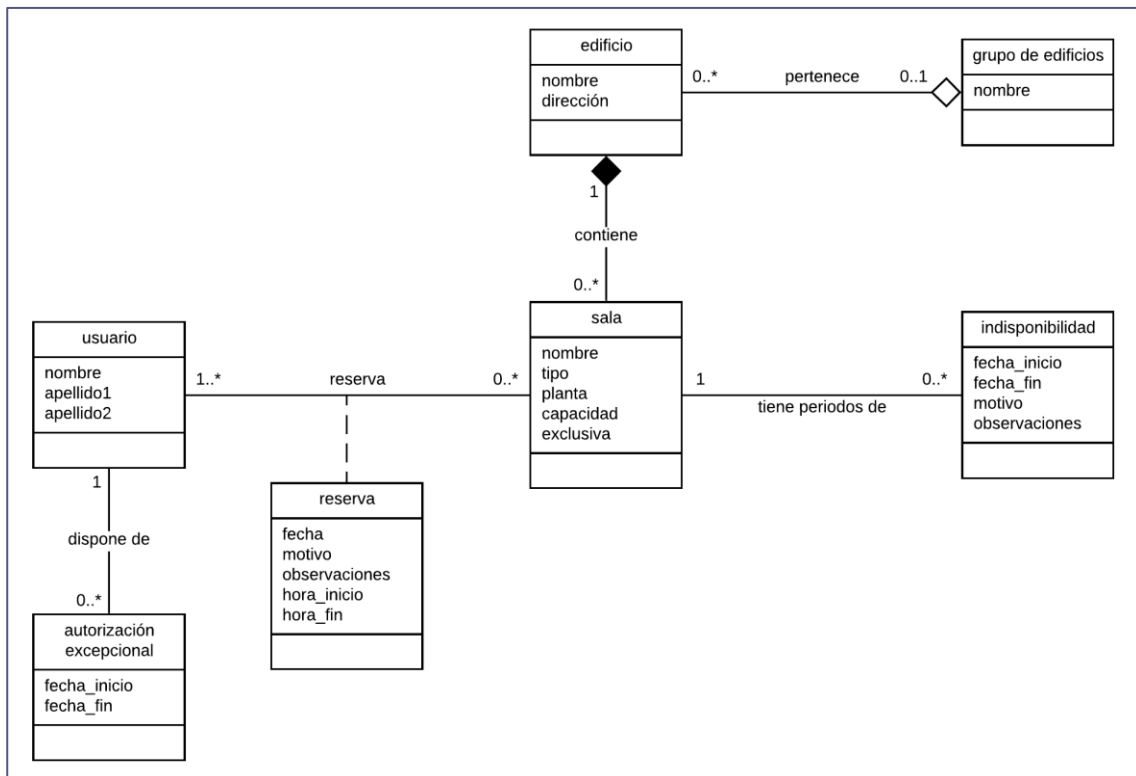 edificio
nombre
dirección
0..*
pertenece
0..1
grupo de edificios
nombre
1
contiene
0..*
usuario
nombre
apellido1
apellido2
1..*
reserva
0..*
sala
nombre
tipo
planta
capacidad
exclusiva
1
tiene periodos de
0..*
indisponibilidad
fecha_inicio
fecha_fin
motivo
observaciones
1
dispone de
0..*
reserva
fecha
motivo
observaciones
hora_inicio
hora_fin
autorización
excepcional
fecha_inicio
fecha_fin